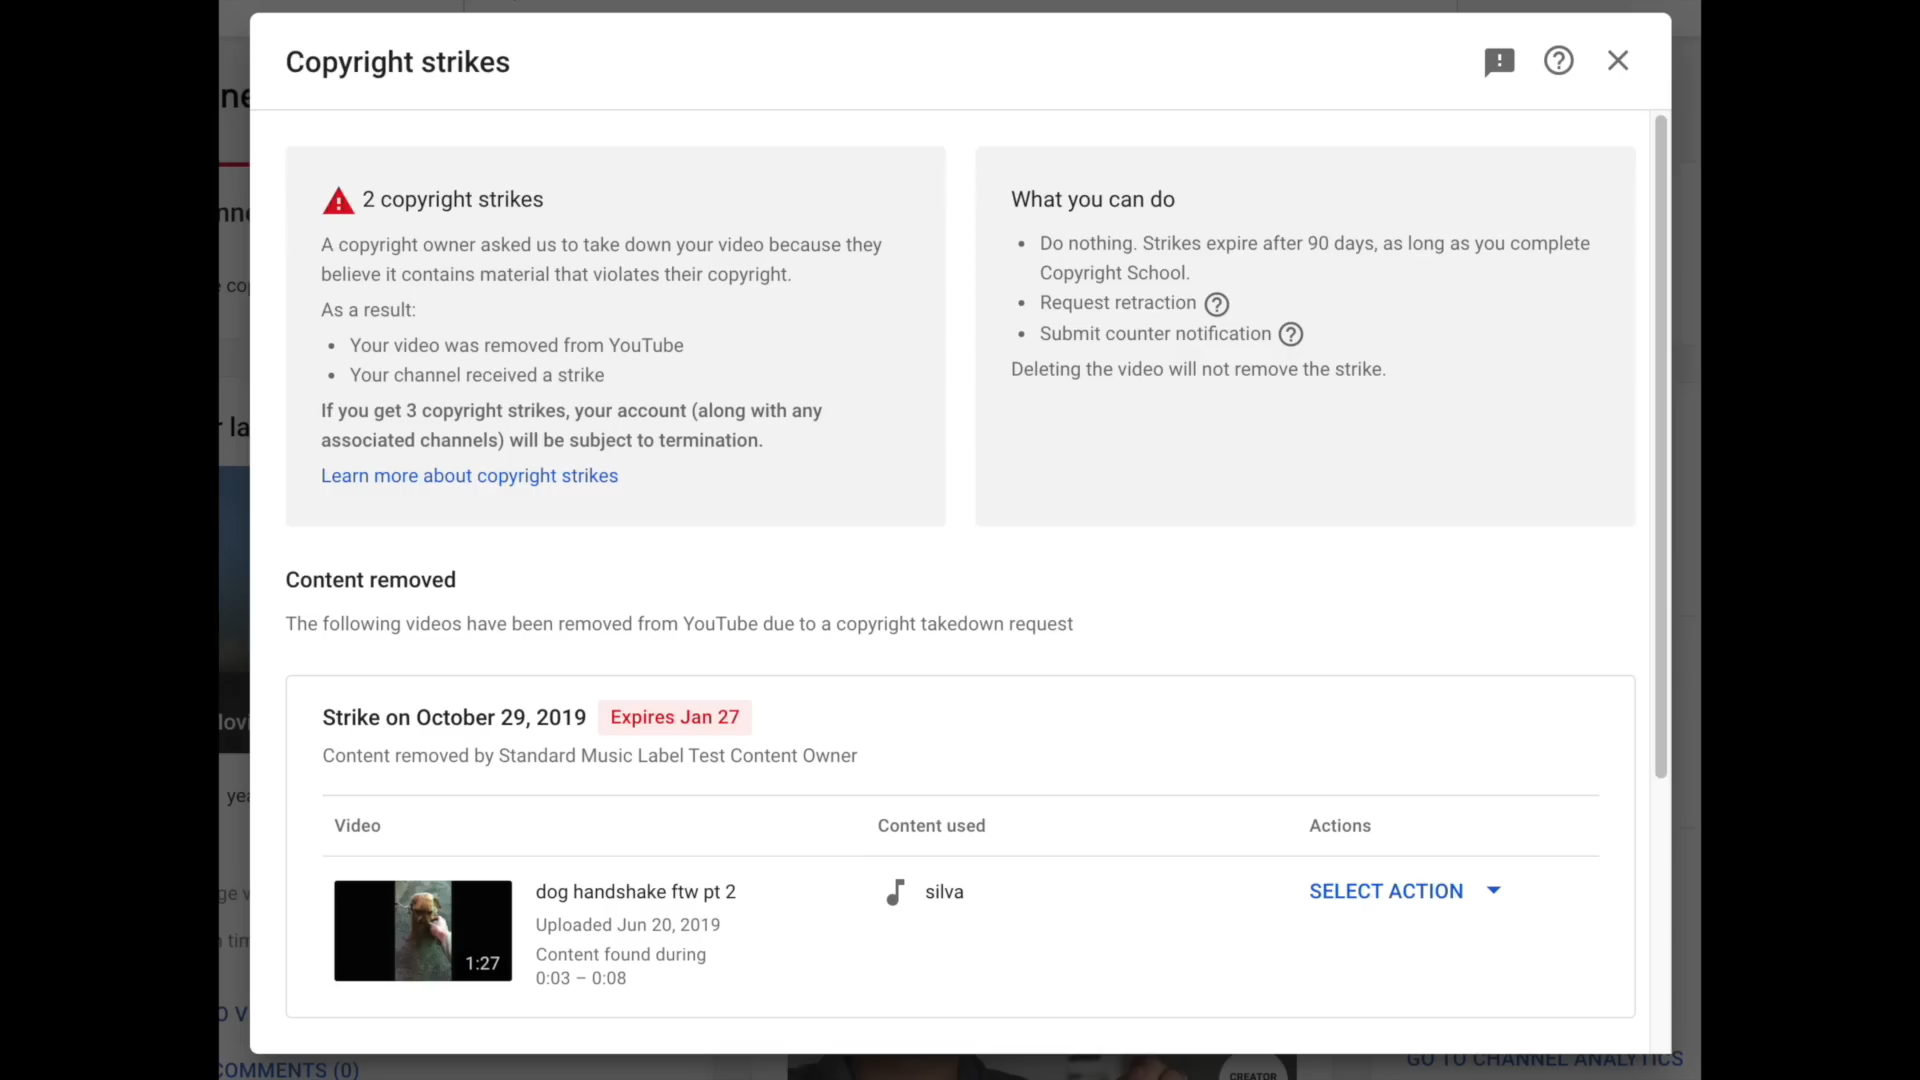 Copyright strikes
2 copyright strikes
A copyright owner asked us to take down your video because they
believe it contains material that violates their copyright.
As a result:
• Your video was removed from YouTube
• Your channel received a strike
If you get 3 copyright strikes, your account (along with any
associated channels) will be subject to termination.
Learn more about copyright strikes
What you can do
• Do nothing. Strikes expire after 90 days, as long as you complete
Copyright School.
• Request retraction
• Submit counter notification
Deleting the video will not remove the strike.
Content removed
The following videos have been removed from YouTube due to a copyright takedown request
Strike on October 29, 2019 Expires Jan 27
Content removed by Standard Music Label Test Content Owner
Video Content used Actions
dog handshake ftw pt 2 silva SELECT ACTION
Uploaded Jun 20, 2019
Content found during
1:27
0:03 – 0:08
COMMENTS (0)
GO TO CHANNEL ANALYTICS
CREATOR